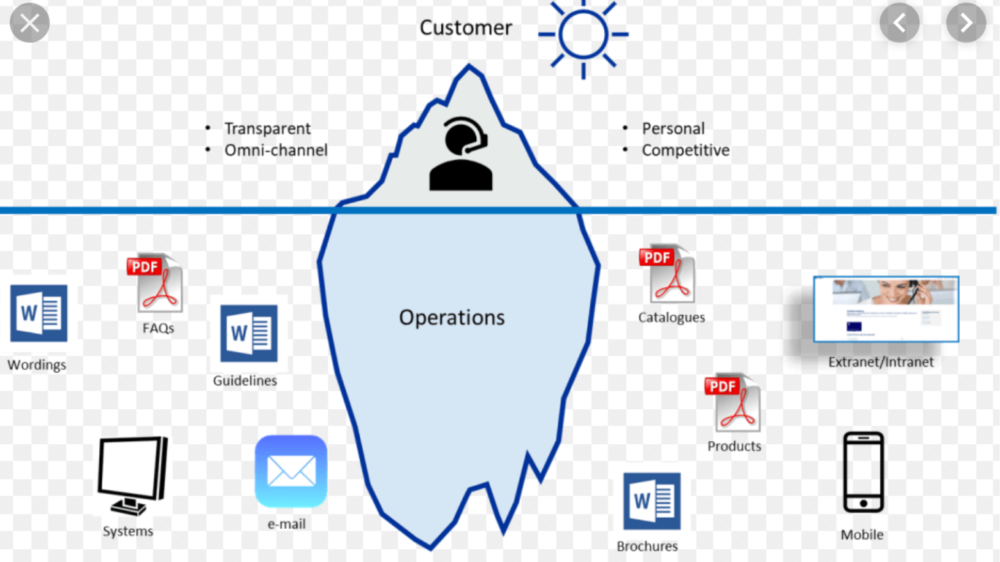 Customer
• Transparent
• Omni-channel
• Personal
• Competitive
PDF
FAQs
W
Wordings
W
Guidelines
Operations
PDF
Catalogues
Extranet/Intranet
PDF
Products
Systems
e-mail
W
Brochures
Mobile